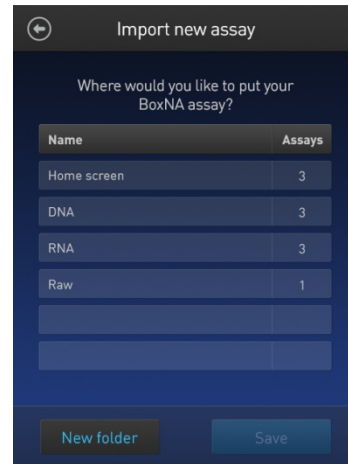 Import new assay
Where would you like to put your
BoxNA assay?
Name Assays
Home screen 3
DNA 3
RNA 3
Raw 1
New folder Save